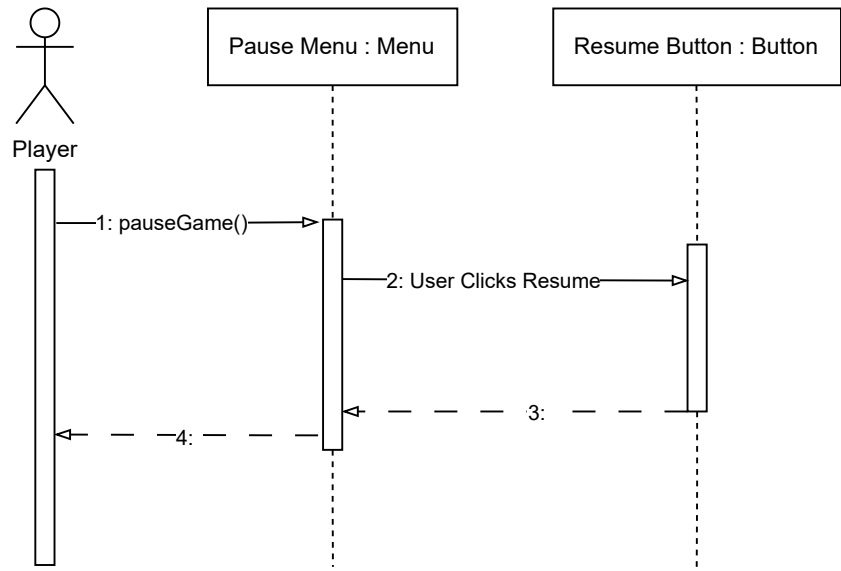 Pause Menu : Menu
Resume Button : Button
Player
1: pauseGame()
2: User Clicks Resume
3:
4: